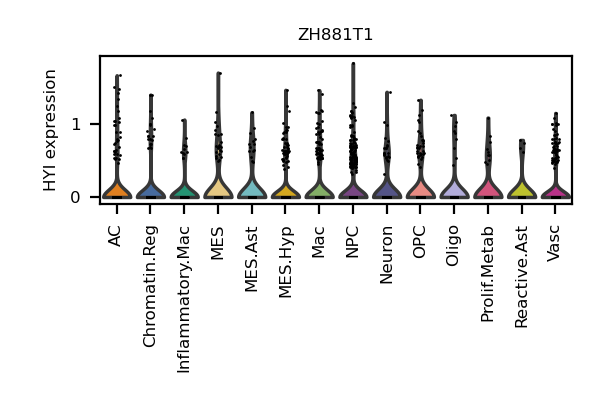 ZH881T1
HYI expression
1
0
AC
Chromatin.Reg
Inflammatory.Mac
MES
MES.Ast
MES.Hyp
Mac
NPC
Neuron
OPC
Oligo
Prolif.Metab
Reactive.Ast
Vasc